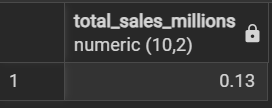 total_sales_millions
numeric (10,2)
1
0.13